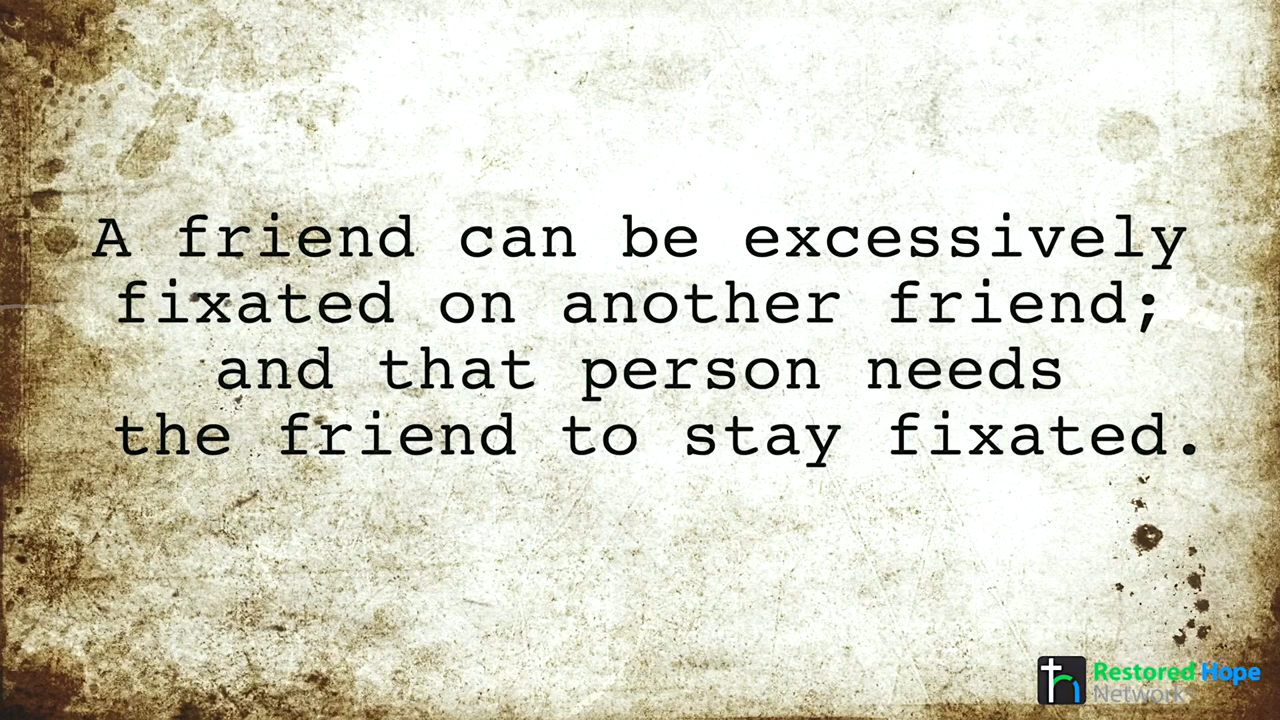 A friend can be excessively
fixated on another friend;
and that person needs
the friend to stay fixated.
Restored Hope
Network